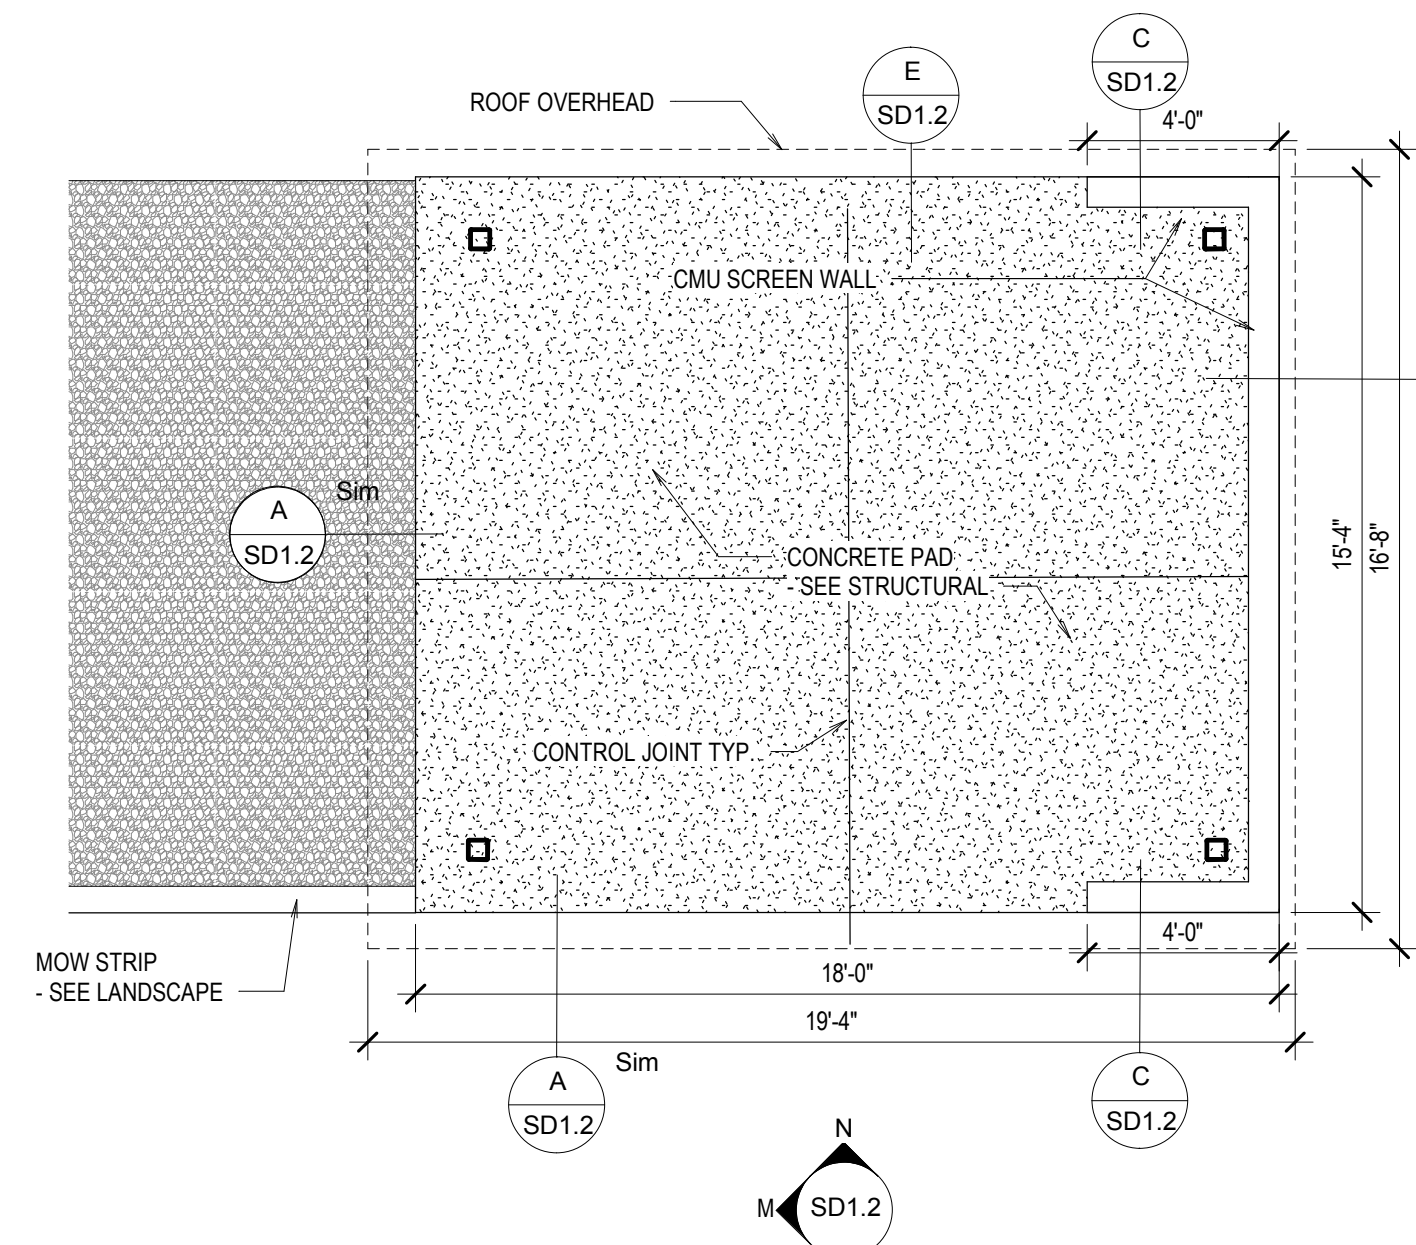 C
SD1.2
E
SD1.2
ROOF OVERHEAD
4'-0"
CMU SCREEN WALL
Sim
A
SD1.2
CONCRETE PAD
- SEE STRUCTURAL
15'-4"
16'-8"
CONTROL JOINT TYP.
MOW STRIP
- SEE LANDSCAPE
4'-0"
18'-0"
19'-4"
Sim
A
SD1.2
C
SD1.2
N
M
SD1.2